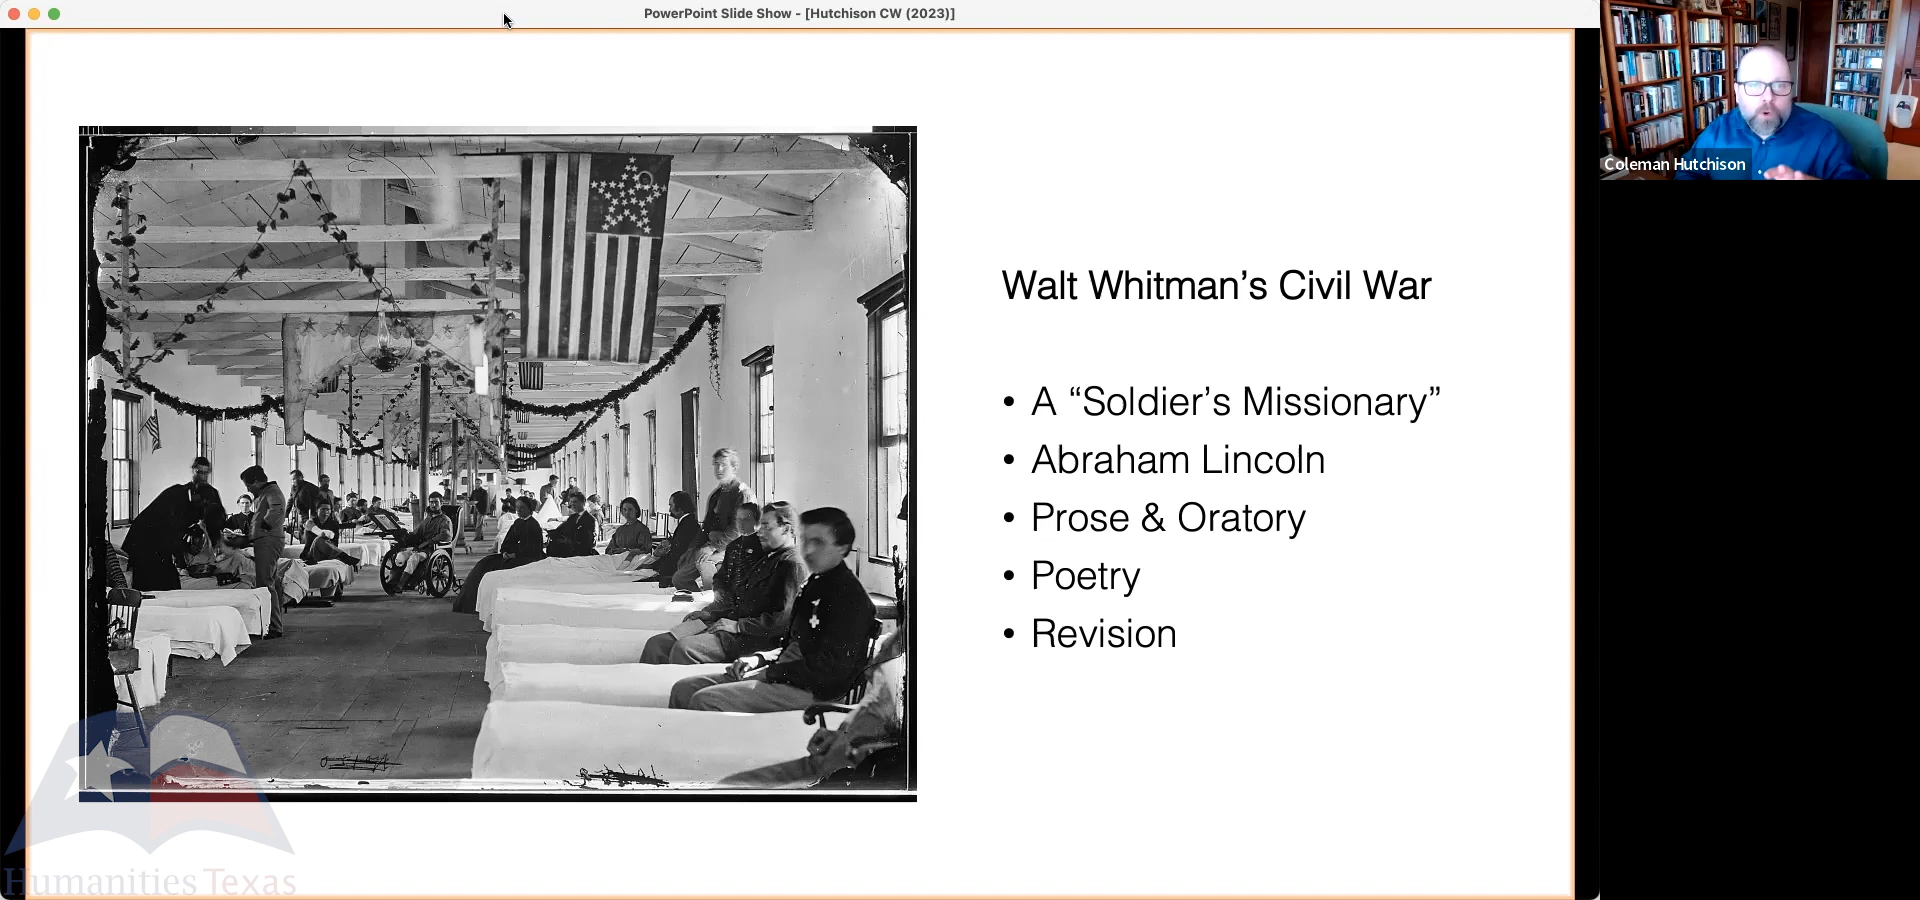 PowerPoint Slide Show - [Hutchison CW (2023)]
Coleman Hutchison
Walt Whitman’s Civil War
• A “Soldier’s Missionary”
• Abraham Lincoln
• Prose & Oratory
• Poetry
• Revision
Humanities Texas